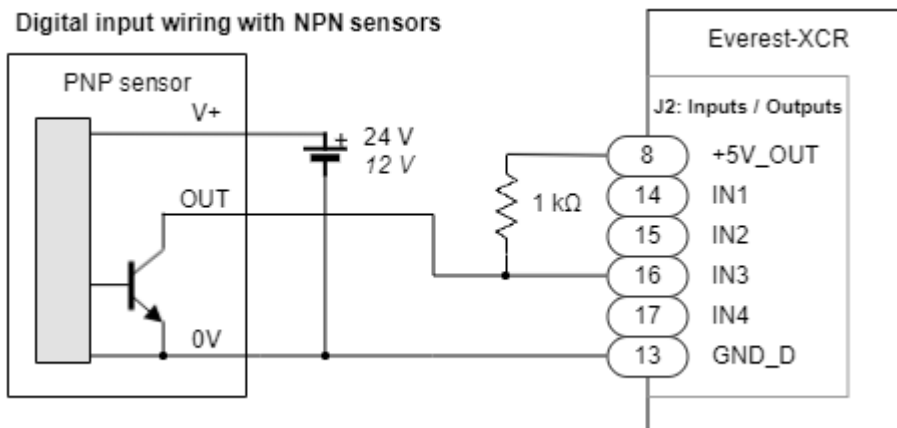 Digital input wiring with NPN sensors
Everest-XCR
PNP sensor
J2: Inputs / Outputs
V+
+ 24 V
12 V
8 +5V_OUT
OUT
1 kΩ
14 IN1
15 IN2
16 IN3
17 IN4
0V
13 GND_D